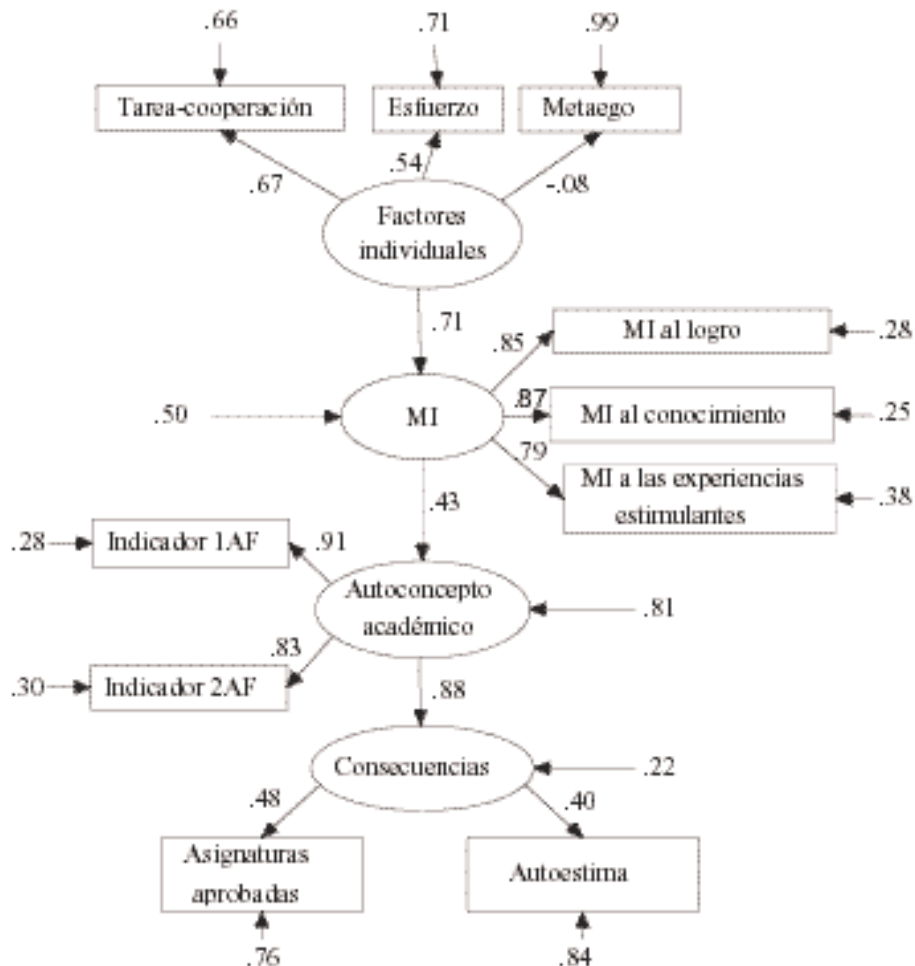 .66
.71
.99
Tarea-cooperación
Esfuerzo
Metaego
.67
.54
-.08
Factores
individuales
.71
.85
MI al logro
.28
.50
MI
.87
MI al conocimiento
.25
.79
MI a las experiencias
estimulantes
.38
.43
.28
Indicador 1AF
.91
Autoconcepto
académico
.81
.83
.30
Indicador 2AF
.88
Consecuencias
.22
.48
.40
Asignaturas
aprobadas
Autoestima
.76
.84